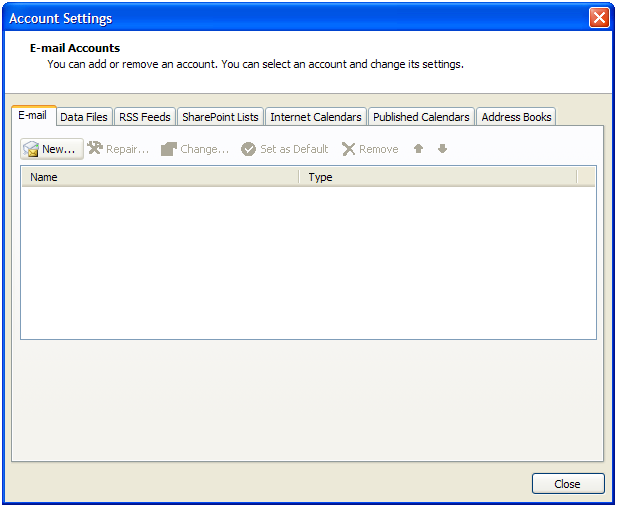 Account Settings
E-mail Accounts
You can add or remove an account. You can select an account and change its settings.
E-mail Data Files RSS Feeds SharePoint Lists Internet Calendars Published Calendars Address Books
New... Repair... Change... Set as Default Remove
Name Type
Close